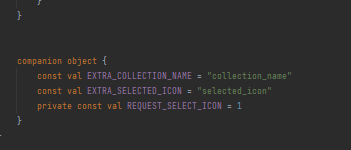 }
}
companion object {
const val EXTRA_COLLECTION_NAME = "collection_name"
const val EXTRA_SELECTED_ICON = "selected_icon"
private const val REQUEST_SELECT_ICON = 1
}